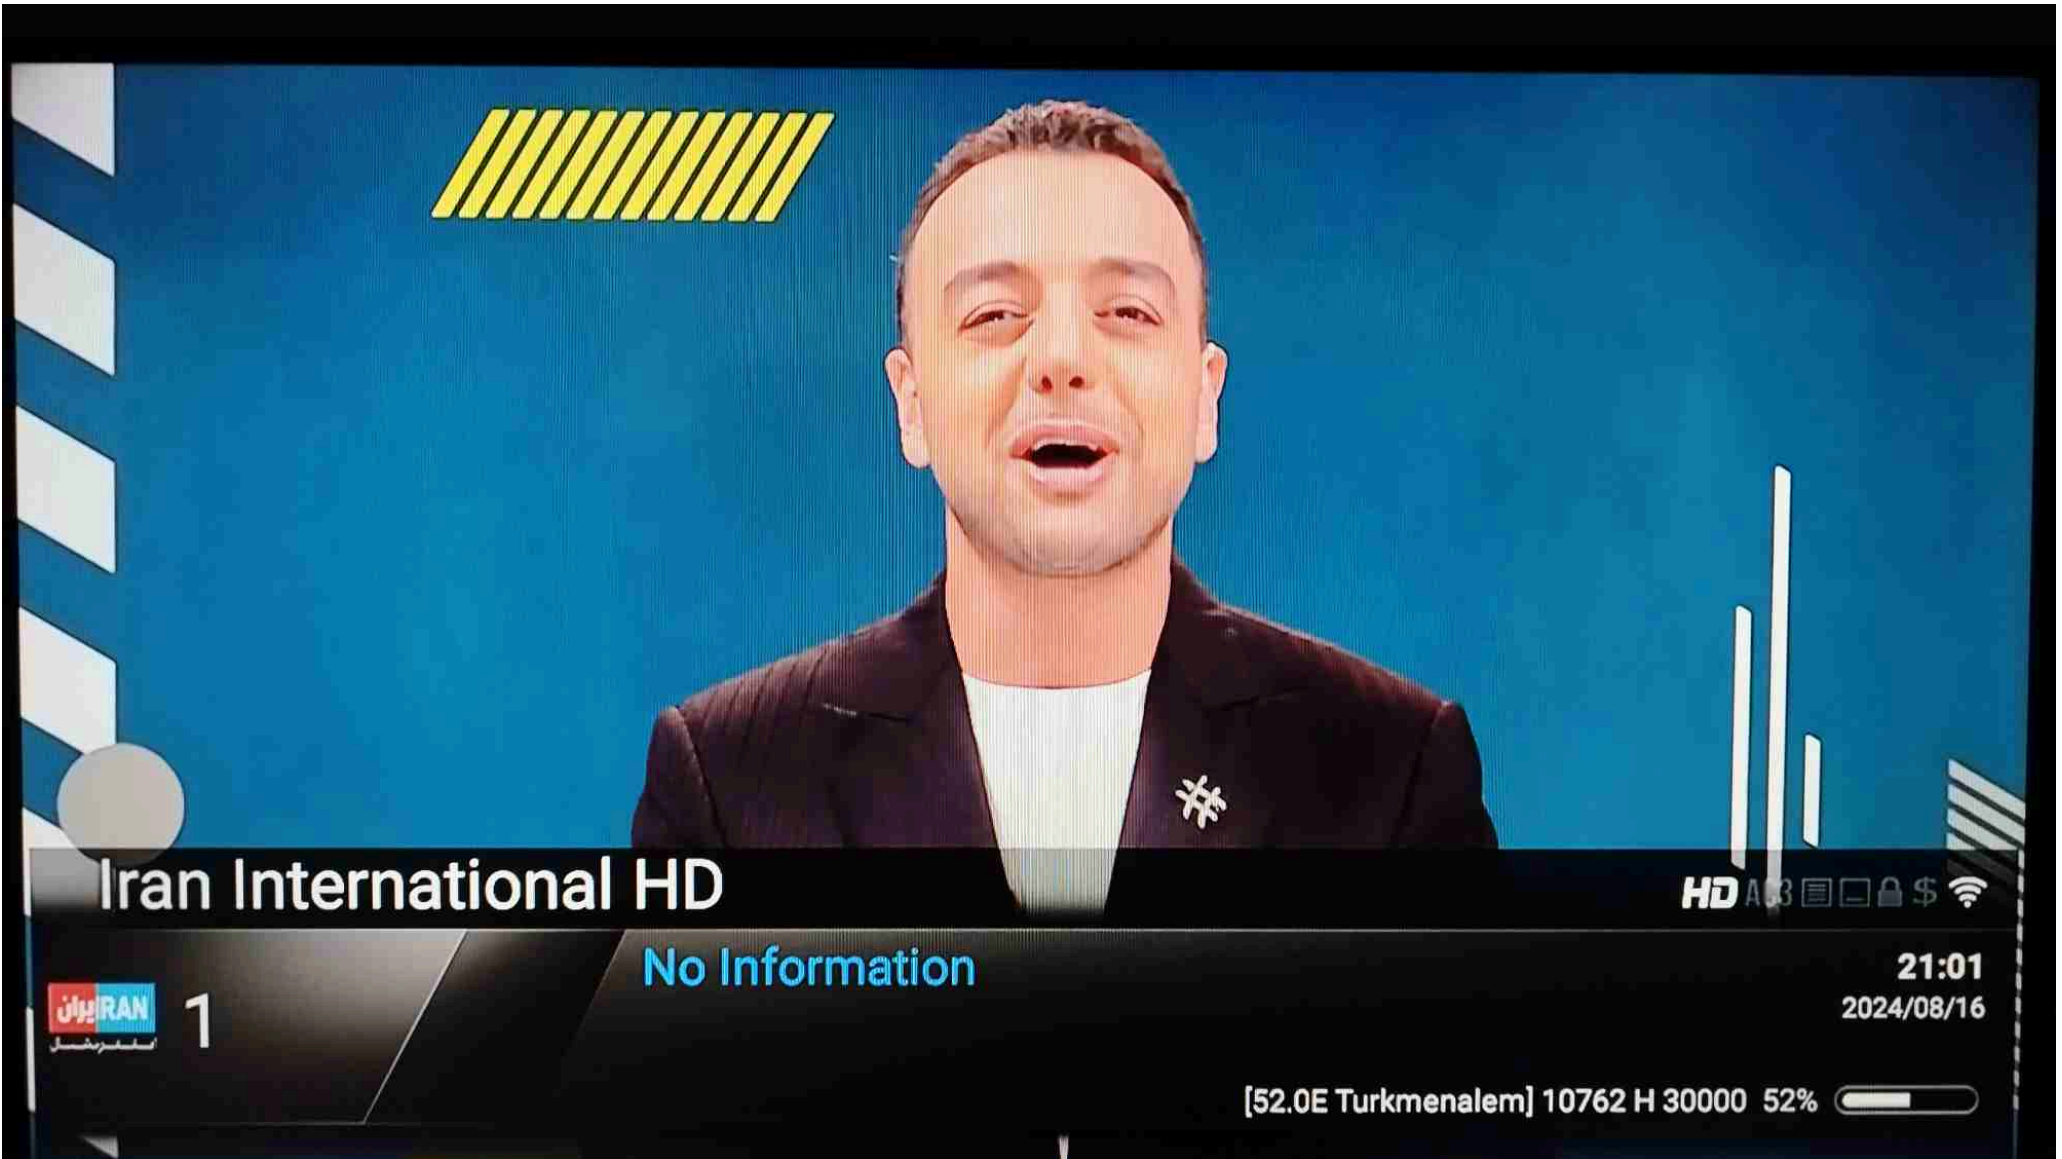 Iran International HD
HD AC3 $
No Information
21:01
2024/08/16
ایران IRAN
اینترنشنال
1
[52.0E Turkmenalem] 10762 H 30000 52%